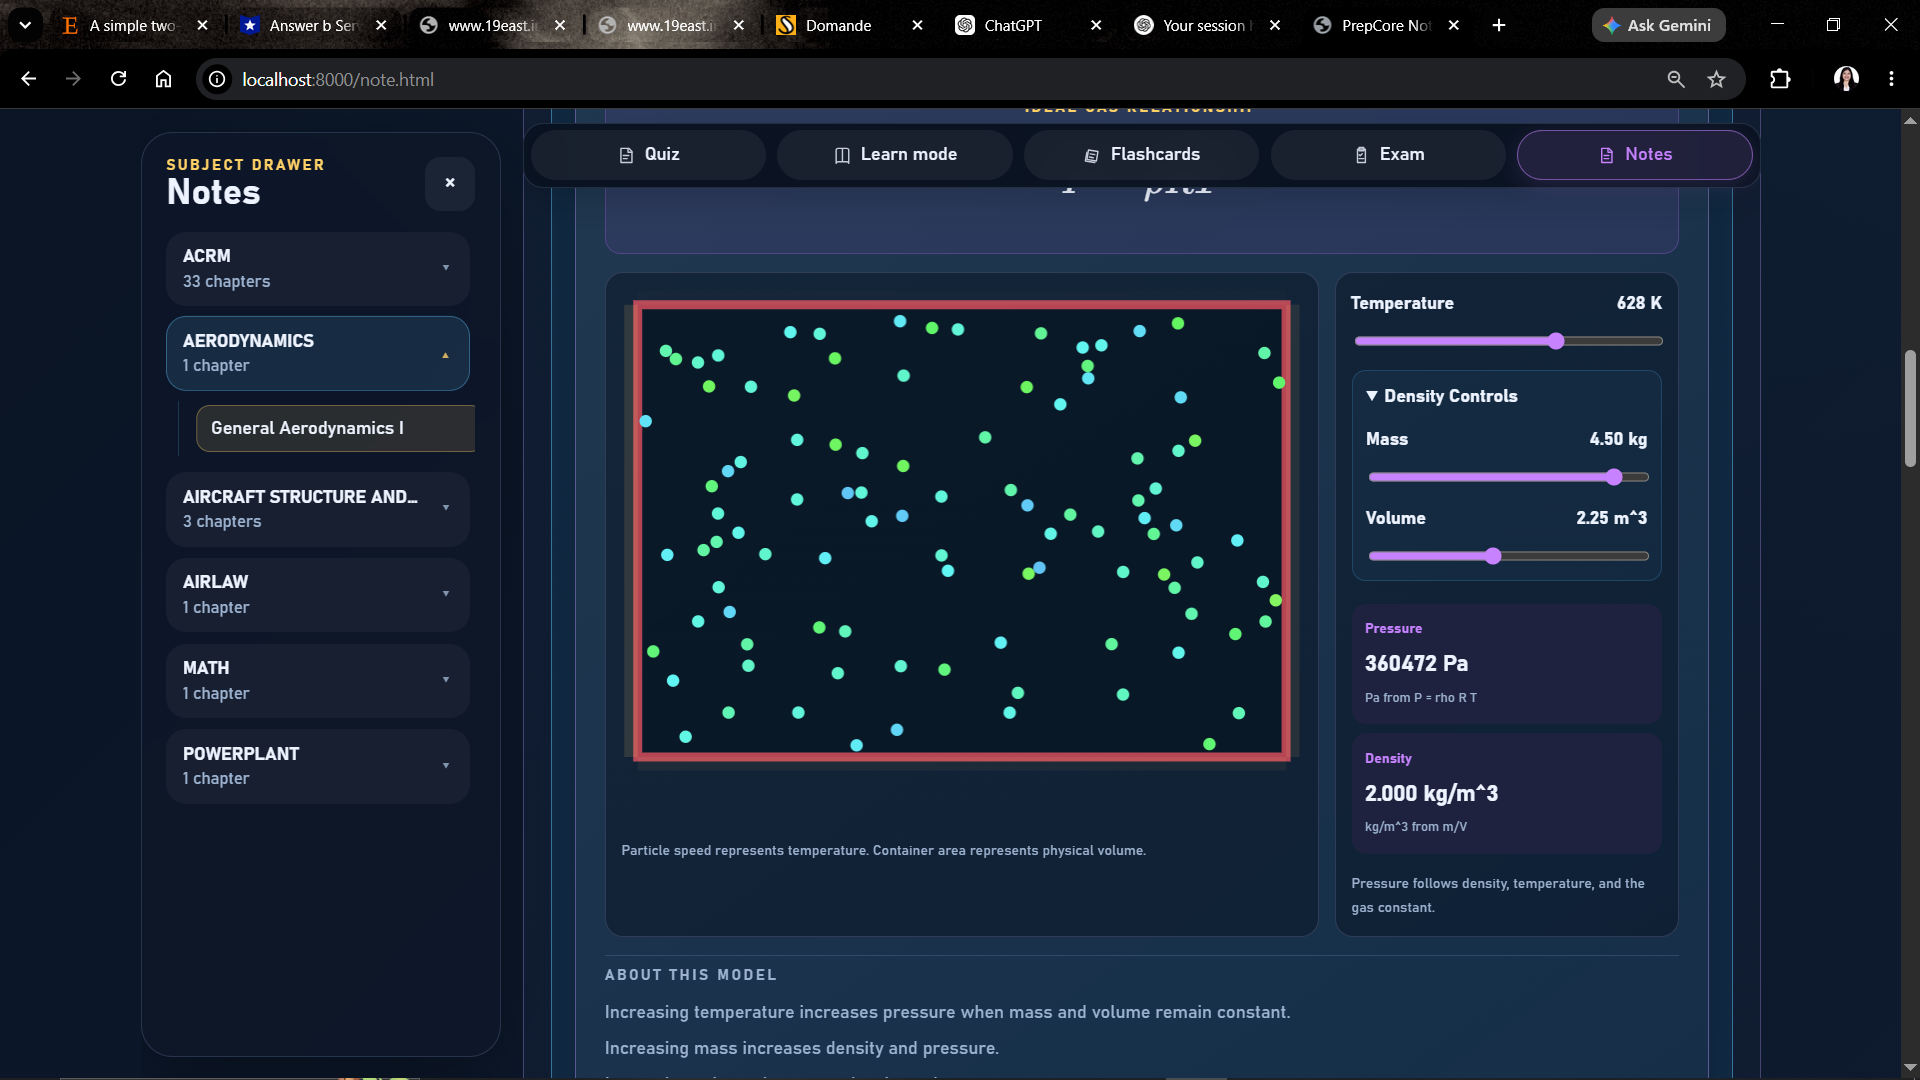 A simple two
Answer b Ser
www.19east.i
www.19east.i
Domande
ChatGPT
Your session
PrepCore Not
Ask Gemini
localhost:8000/note.html
SUBJECT DRAWER
Notes
ACRM
33 chapters
AERODYNAMICS
1 chapter
General Aerodynamics I
AIRCRAFT STRUCTURE AND...
3 chapters
AIRLAW
1 chapter
MATH
1 chapter
POWERPLANT
1 chapter
Quiz
Learn mode
Flashcards
Exam
Notes
Temperature 628 K
Density Controls
Mass 4.50 kg
Volume 2.25 m^3
Pressure
360472 Pa
Pa from P = rho R T
Density
2.000 kg/m^3
kg/m^3 from m/V
Pressure follows density, temperature, and the
gas constant.
Particle speed represents temperature. Container area represents physical volume.
ABOUT THIS MODEL
Increasing temperature increases pressure when mass and volume remain constant.
Increasing mass increases density and pressure.